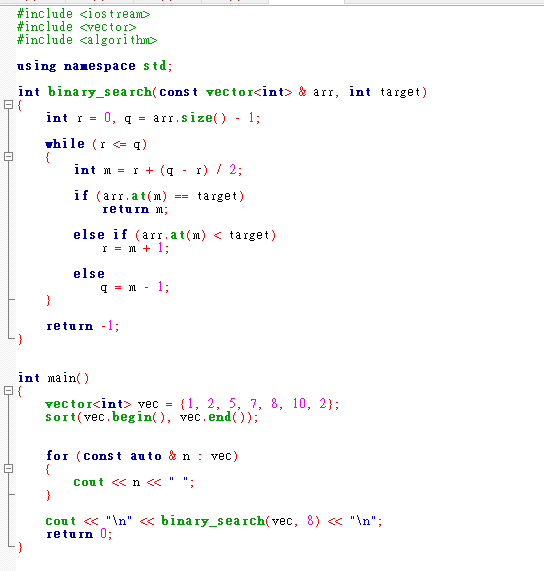 #include <iostream>
#include <vector>
#include <algorithm>
using namespace std;
int binary_search(const vector<int> & arr, int target)
{
    int r = 0, q = arr.size() - 1;
    while (r <= q)
    {
        int m = r + (q - r) / 2;
        if (arr.at(m) == target)
            return m;
        else if (arr.at(m) < target)
            r = m + 1;
        else
            q = m - 1;
    }
    return -1;
}
int main()
{
    vector<int> vec = {1, 2, 5, 7, 8, 10, 2};
    sort(vec.begin(), vec.end());
    for (const auto & n : vec)
    {
        cout << n << " ";
    }
    cout << "\n" << binary_search(vec, 8) << "\n";
    return 0;
}